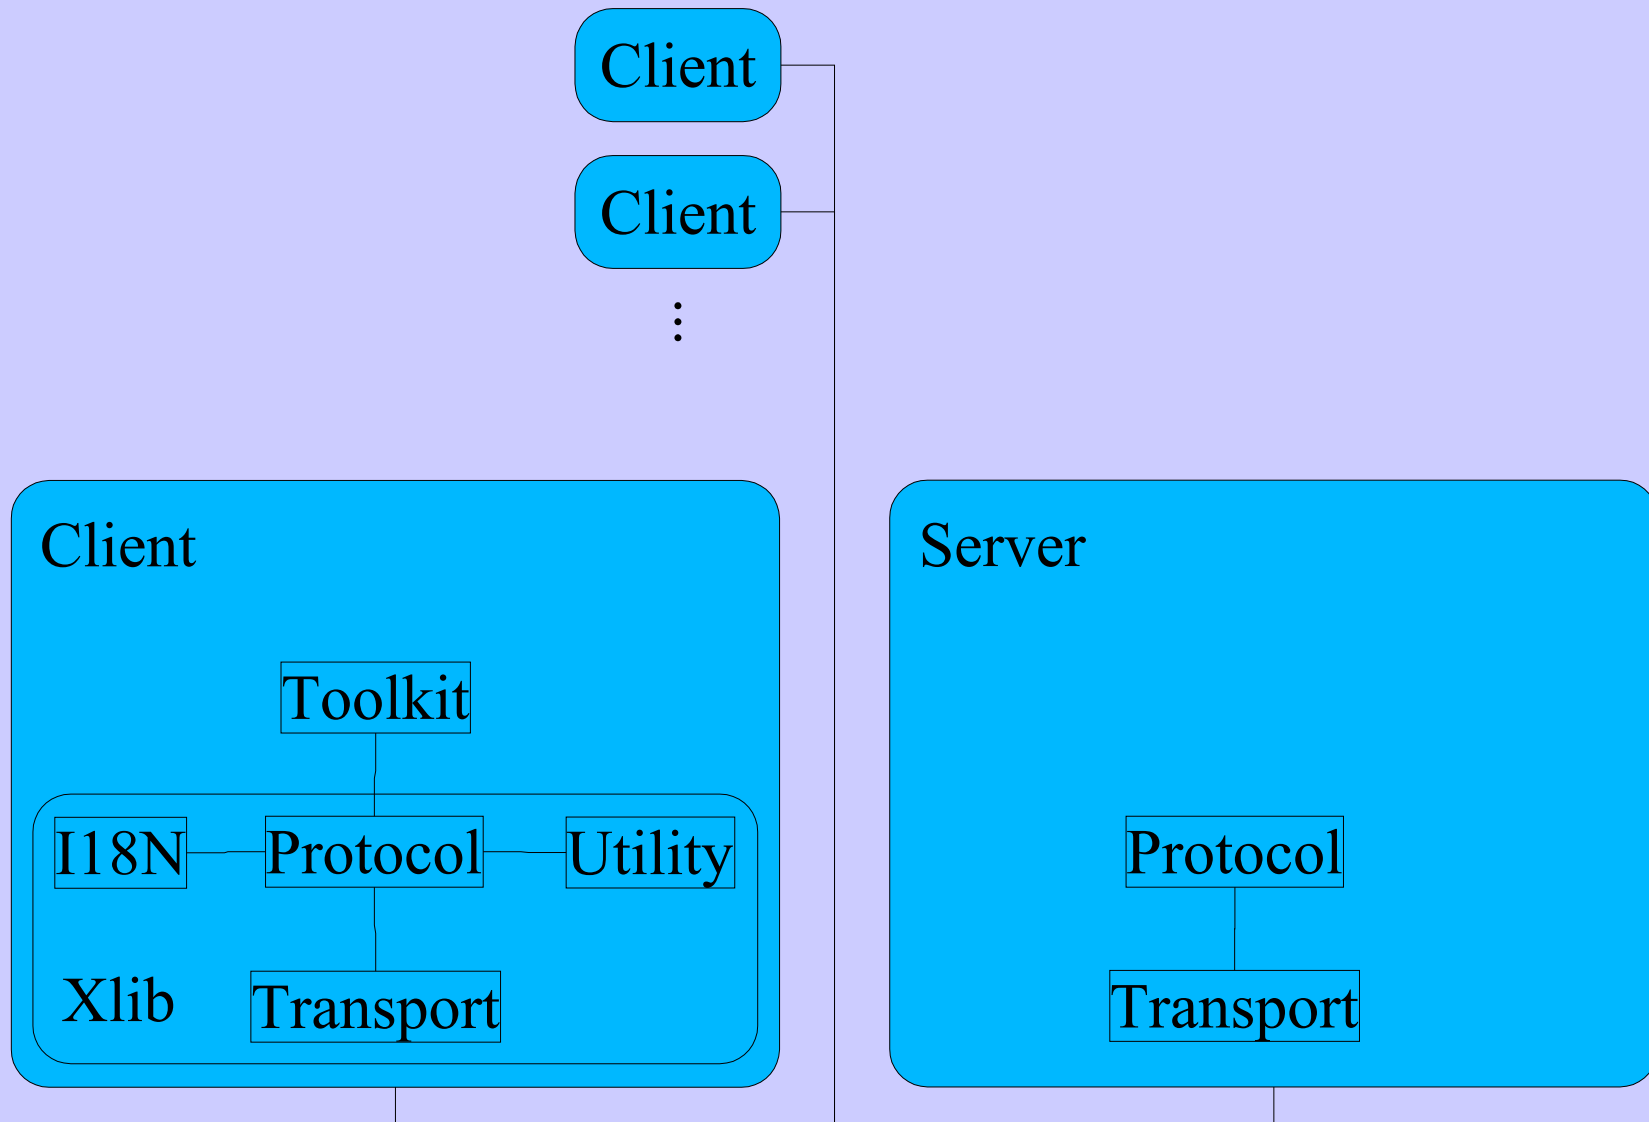 Client
Client
Client
Toolkit
I18N
Protocol
Utility
Xlib
Transport
Server
Protocol
Transport